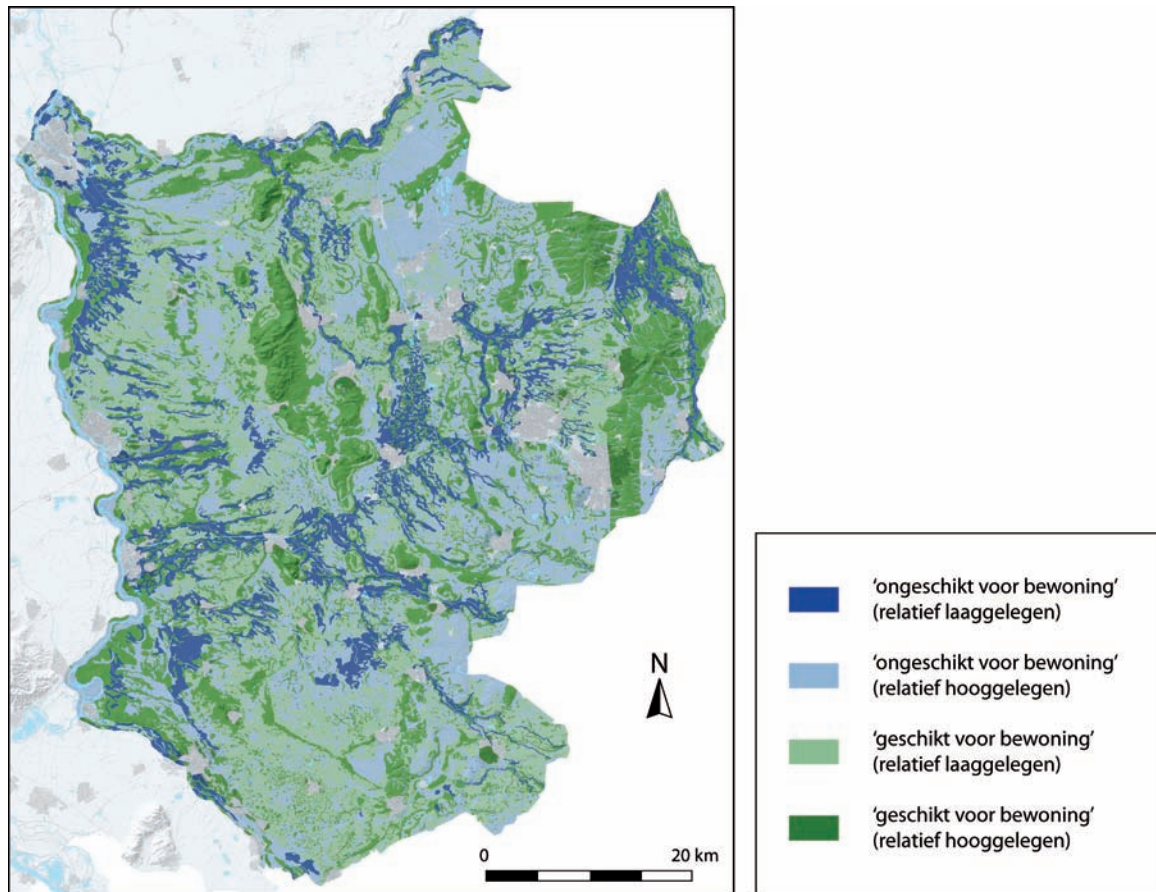 N
0 20 km
‘ongeschikt voor bewoning’
(relatief laaggelegen)
‘ongeschikt voor bewoning’
(relatief hooggelegen)
‘geschikt voor bewoning’
(relatief laaggelegen)
‘geschikt voor bewoning’
(relatief hooggelegen)